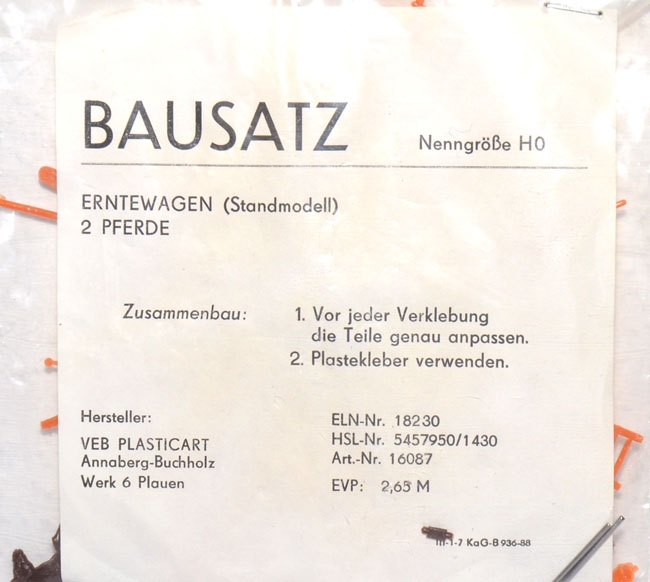 BAUSATZ Nenngröße H0
ERNTEWAGEN (Standmodell)
2 PFERDE
Zusammenbau: 1. Vor jeder Verklebung
die Teile genau anpassen.
2. Plastekleber verwenden.
Hersteller:
VEB PLASTICART
Annaberg-Buchholz
Werk 6 Plauen
ELN-Nr. 18230
HSL-Nr. 5457950/1430
Art.-Nr. 16087
EVP: 2,65 M
III-1-7 KaG-B 936-88